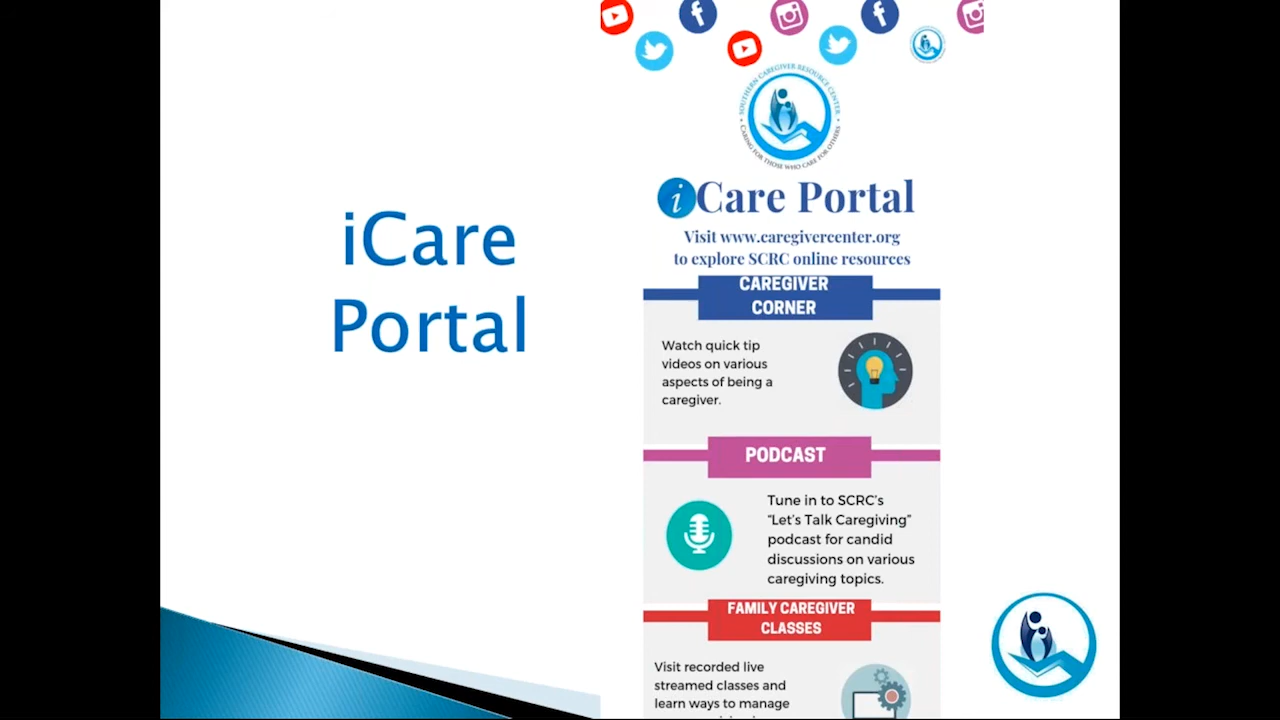 iCare
Portal
SOUTHERN CAREGIVER RESOURCE CENTER
• CARING FOR THOSE WHO CARE FOR OTHERS •
iCare Portal
Visit www.caregivercenter.org
to explore SCRC online resources
CAREGIVER
CORNER
Watch quick tip
videos on various
aspects of being a
caregiver.
PODCAST
Tune in to SCRC's
"Let's Talk Caregiving"
podcast for candid
discussions on various
caregiving topics.
FAMILY CAREGIVER
CLASSES
Visit recorded live
streamed classes and
learn ways to manage